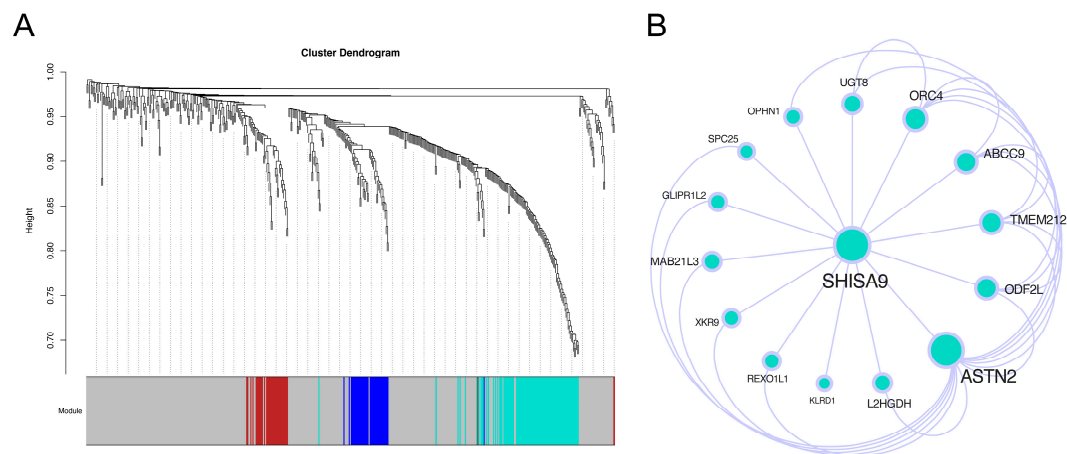 A
Cluster Dendrogram
Height
1.00
0.95
0.90
0.85
0.80
0.75
0.70
Module
B
UGT8
ORC4
OPHN1
SPC25
ABCC9
GLIPR1L2
TMEM212
MAB21L3
SHISA9
ODF2L
XKR9
REXO1L1
KLRD1
L2HGDH
ASTN2